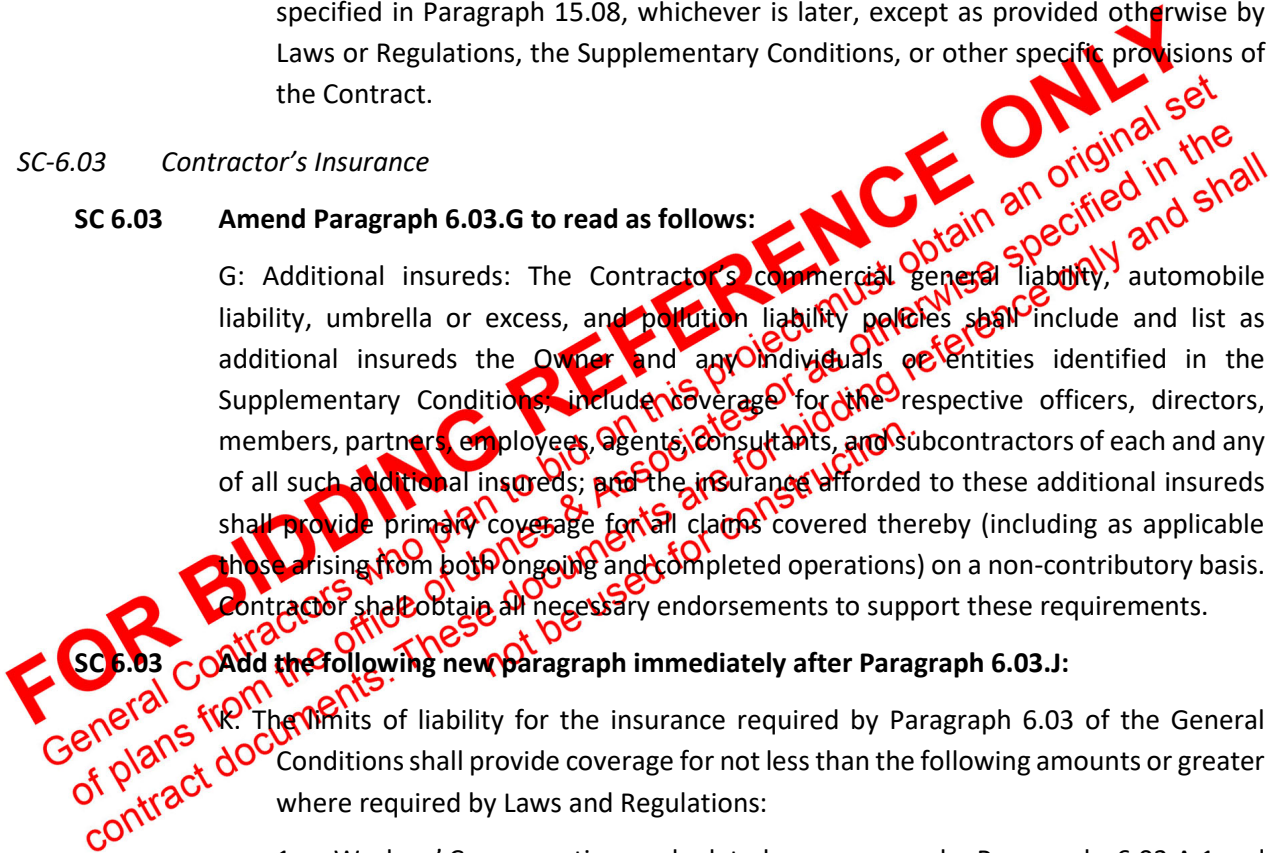 specified in Paragraph 15.08, whichever is later, except as provided otherwise by
Laws or Regulations, the Supplementary Conditions, or other specific provisions of
the Contract.
SC-6.03 Contractor's Insurance
SC 6.03 Amend Paragraph 6.03.G to read as follows:
G: Additional insureds: The Contractor's commercial general liability, automobile
liability, umbrella or excess, and pollution liability policies shall include and list as
additional insureds the Owner and any individuals or entities identified in the
Supplementary Conditions; include coverage for the respective officers, directors,
members, partners, employees, agents, consultants, and subcontractors of each and any
of all such additional insureds; and the insurance afforded to these additional insureds
shall provide primary coverage for all claims covered thereby (including as applicable
those arising from both ongoing and completed operations) on a non-contributory basis.
Contractor shall obtain all necessary endorsements to support these requirements.
SC 6.03 Add the following new paragraph immediately after Paragraph 6.03.J:
K. The limits of liability for the insurance required by Paragraph 6.03 of the General
Conditions shall provide coverage for not less than the following amounts or greater
where required by Laws and Regulations:
FOR BIDDING REFERENCE ONLY
General Contractors who plan to bid on this project must obtain an original set
of plans from the office of Jones & Associates or as otherwise specified in the
contract documents. These documents are for bidding reference only and shall
not be used for construction.